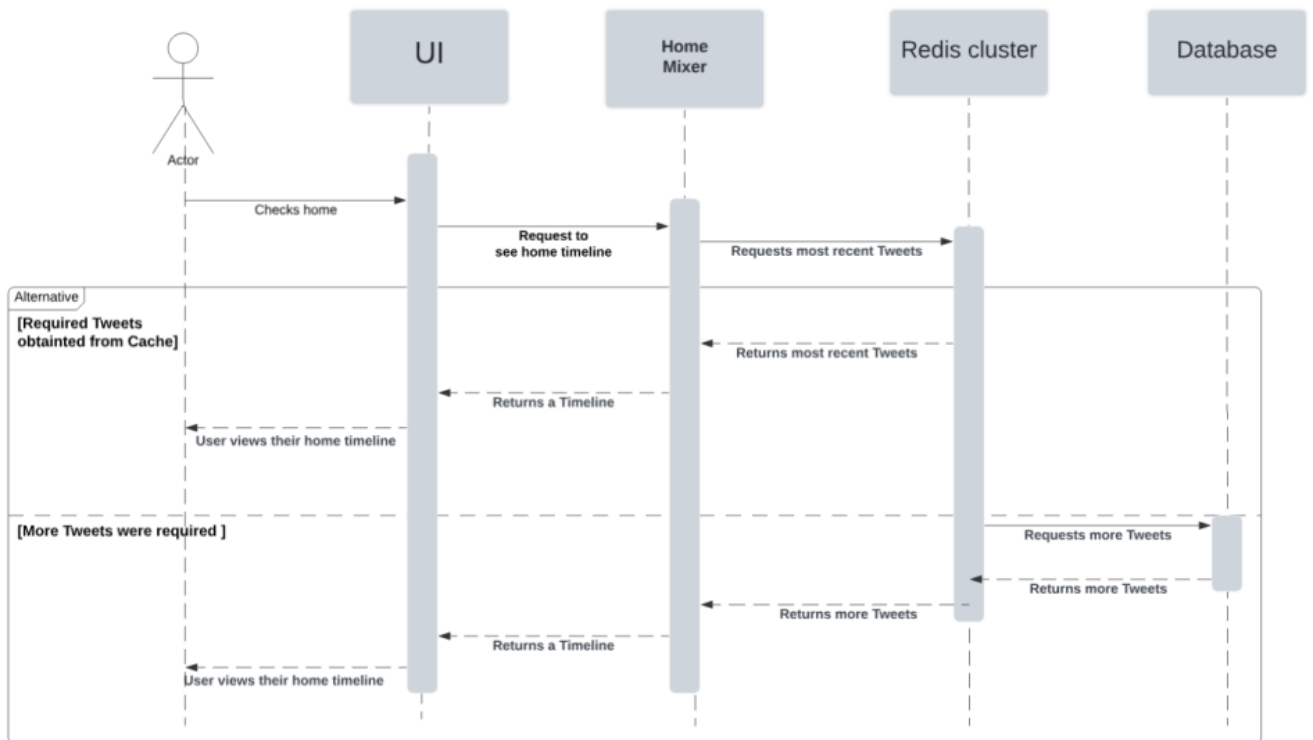 UI
Home
Mixer
Redis cluster
Database
Actor
Checks home
Request to
see home timeline
Requests most recent Tweets
Alternative
[Required Tweets
obtainted from Cache]
Returns most recent Tweets
Returns a Timeline
User views their home timeline
[More Tweets were required ]
Requests more Tweets
Returns more Tweets
Returns more Tweets
Returns a Timeline
User views their home timeline